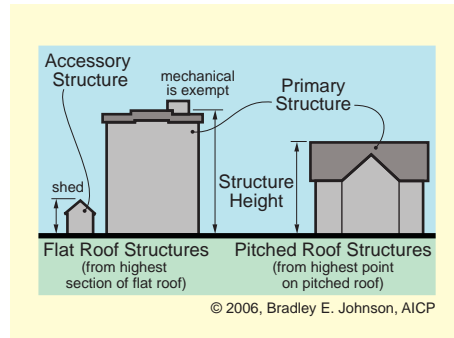 Accessory
Structure
mechanical
is exempt
Primary
Structure
shed
Structure
Height
Flat Roof Structures
(from highest
section of flat roof)
Pitched Roof Structures
(from highest point
on pitched roof)
© 2006, Bradley E. Johnson, AICP